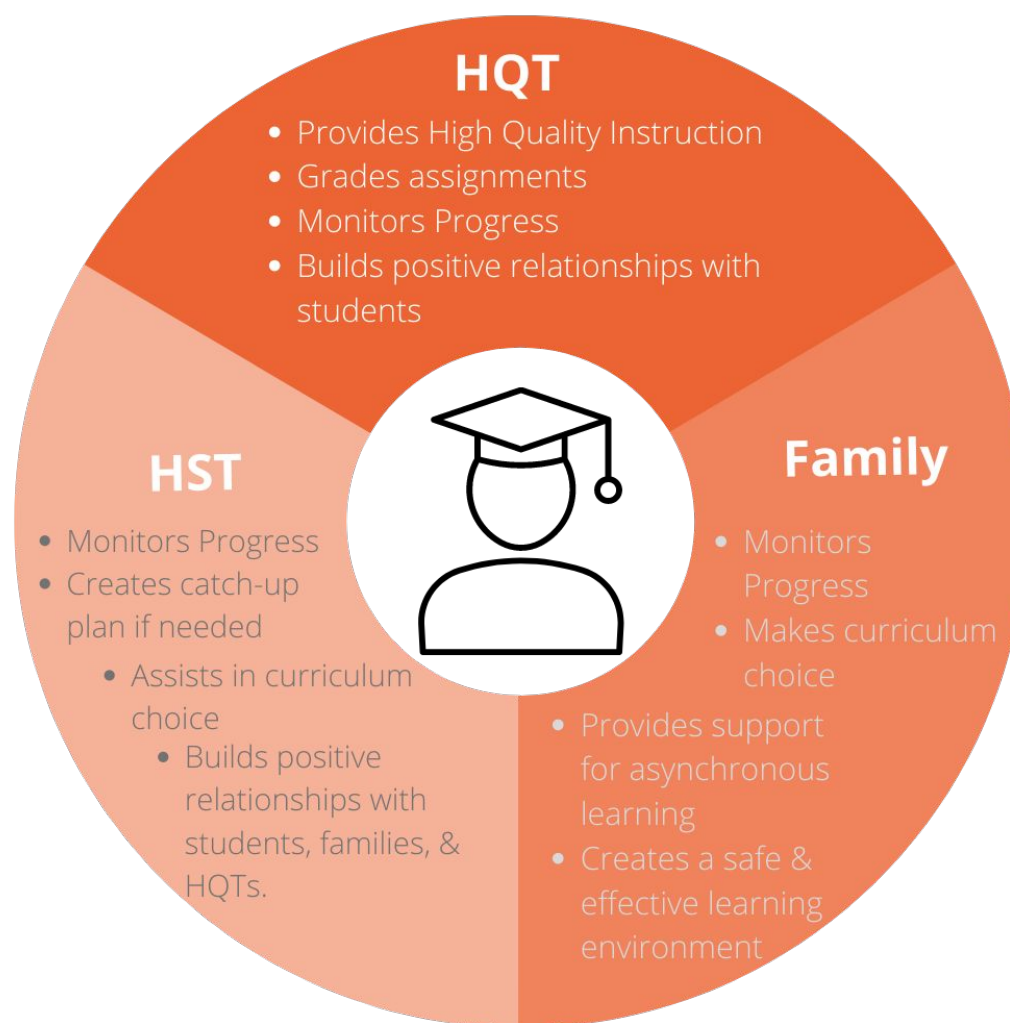 HQT
• Provides High Quality Instruction
• Grades assignments
• Monitors Progress
• Builds positive relationships with
students
HST
• Monitors Progress
• Creates catch-up
plan if needed
• Assists in curriculum
choice
• Builds positive
relationships with
students, families, &
HQTs.
Family
• Monitors
Progress
• Makes curriculum
choice
• Provides support
for asynchronous
learning
• Creates a safe &
effective learning
environment